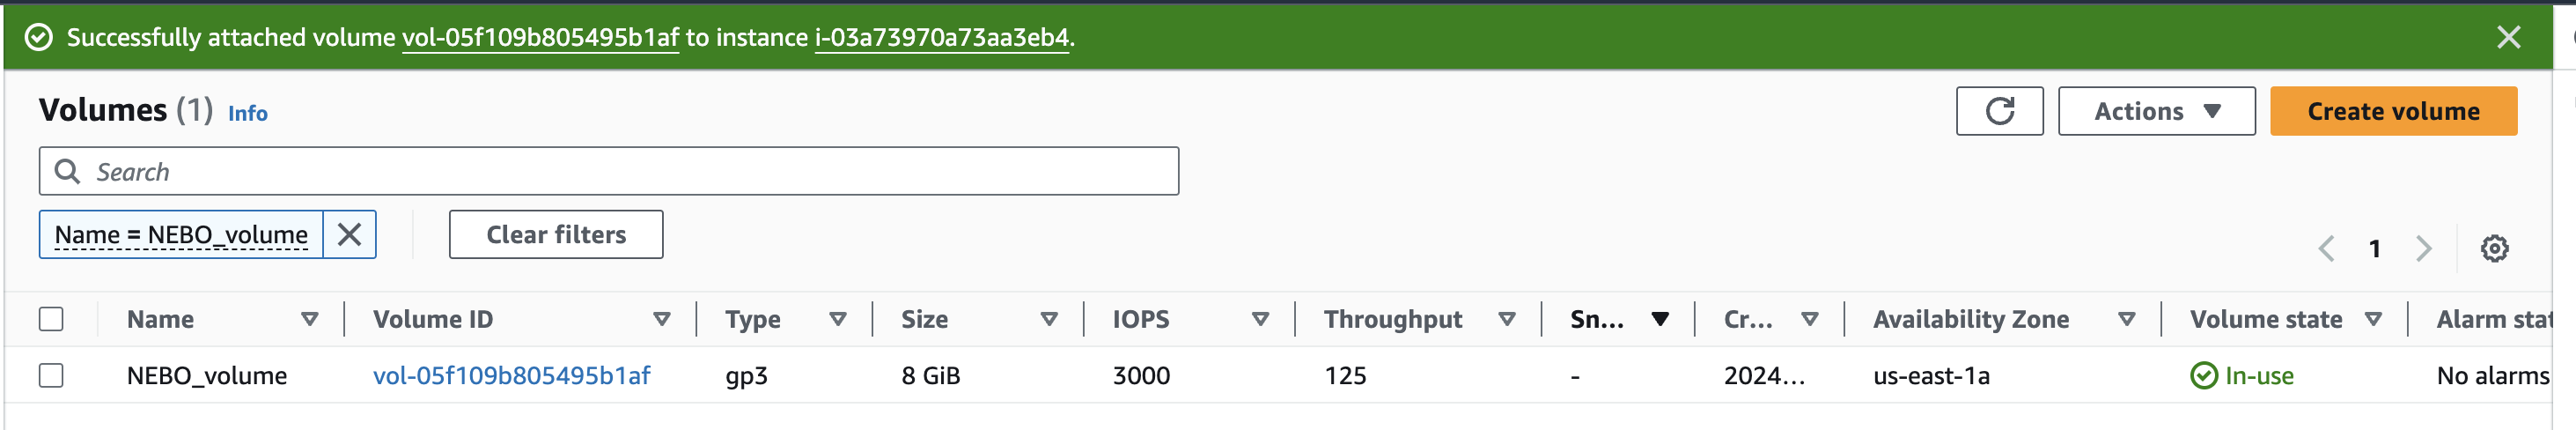 Successfully attached volume vol-05f109b805495b1af to instance i-03a73970a73aa3eb4.
Volumes (1) Info
Actions
Create volume
Search
Name = NEBO_volume
Clear filters
1
Name Volume ID Type Size IOPS Throughput Sn... Cr... Availability Zone Volume state Alarm stat
NEBO_volume vol-05f109b805495b1af gp3 8 GiB 3000 125 - 2024... us-east-1a In-use No alarms